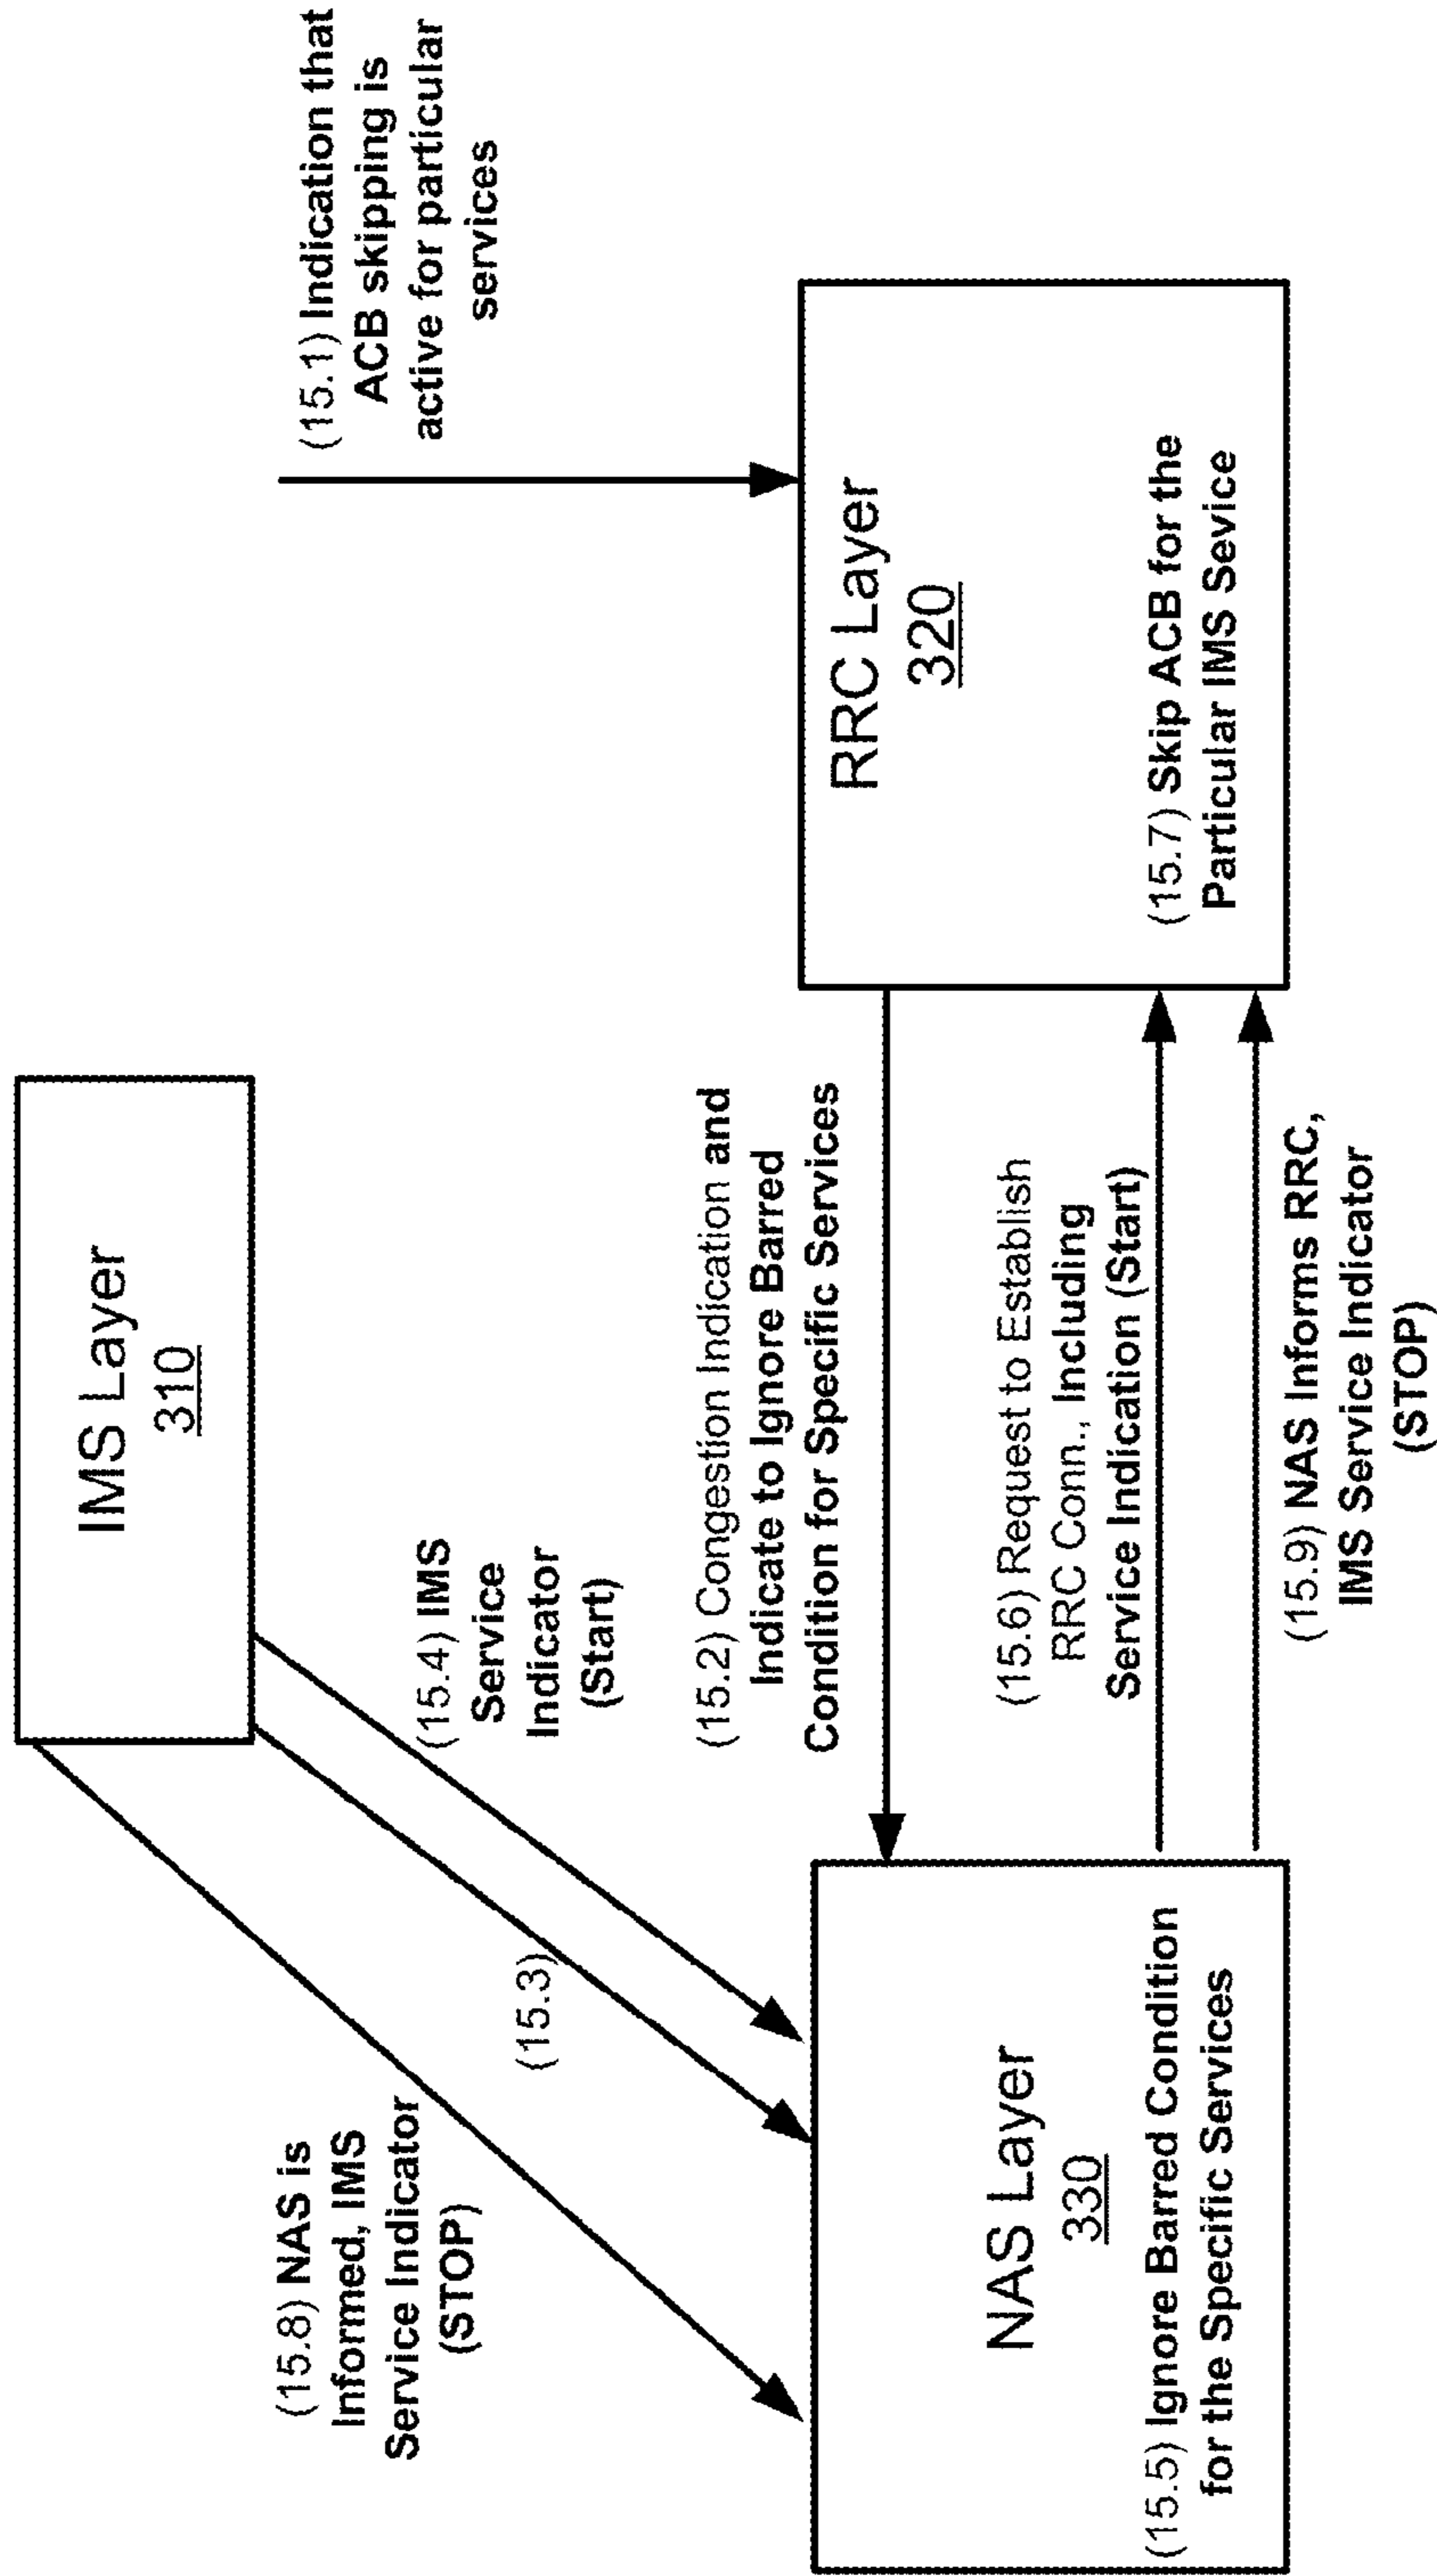 IMS Layer
310
(15.8) NAS is
Informed, IMS
Service Indicator
(STOP)
(15.3)
(15.4) IMS
Service
Indicator
(Start)
(15.1) Indication that
ACB skipping is
active for particular
services
(15.2) Congestion Indication and
Indicate to Ignore Barred
Condition for Specific Services
NAS Layer
330
(15.5) Ignore Barred Condition
for the Specific Services
(15.6) Request to Establish
RRC Conn., Including
Service Indication (Start)
RRC Layer
320
(15.7) Skip ACB for the
Particular IMS Sevice
(15.9) NAS Informs RRC,
IMS Service Indicator
(STOP)